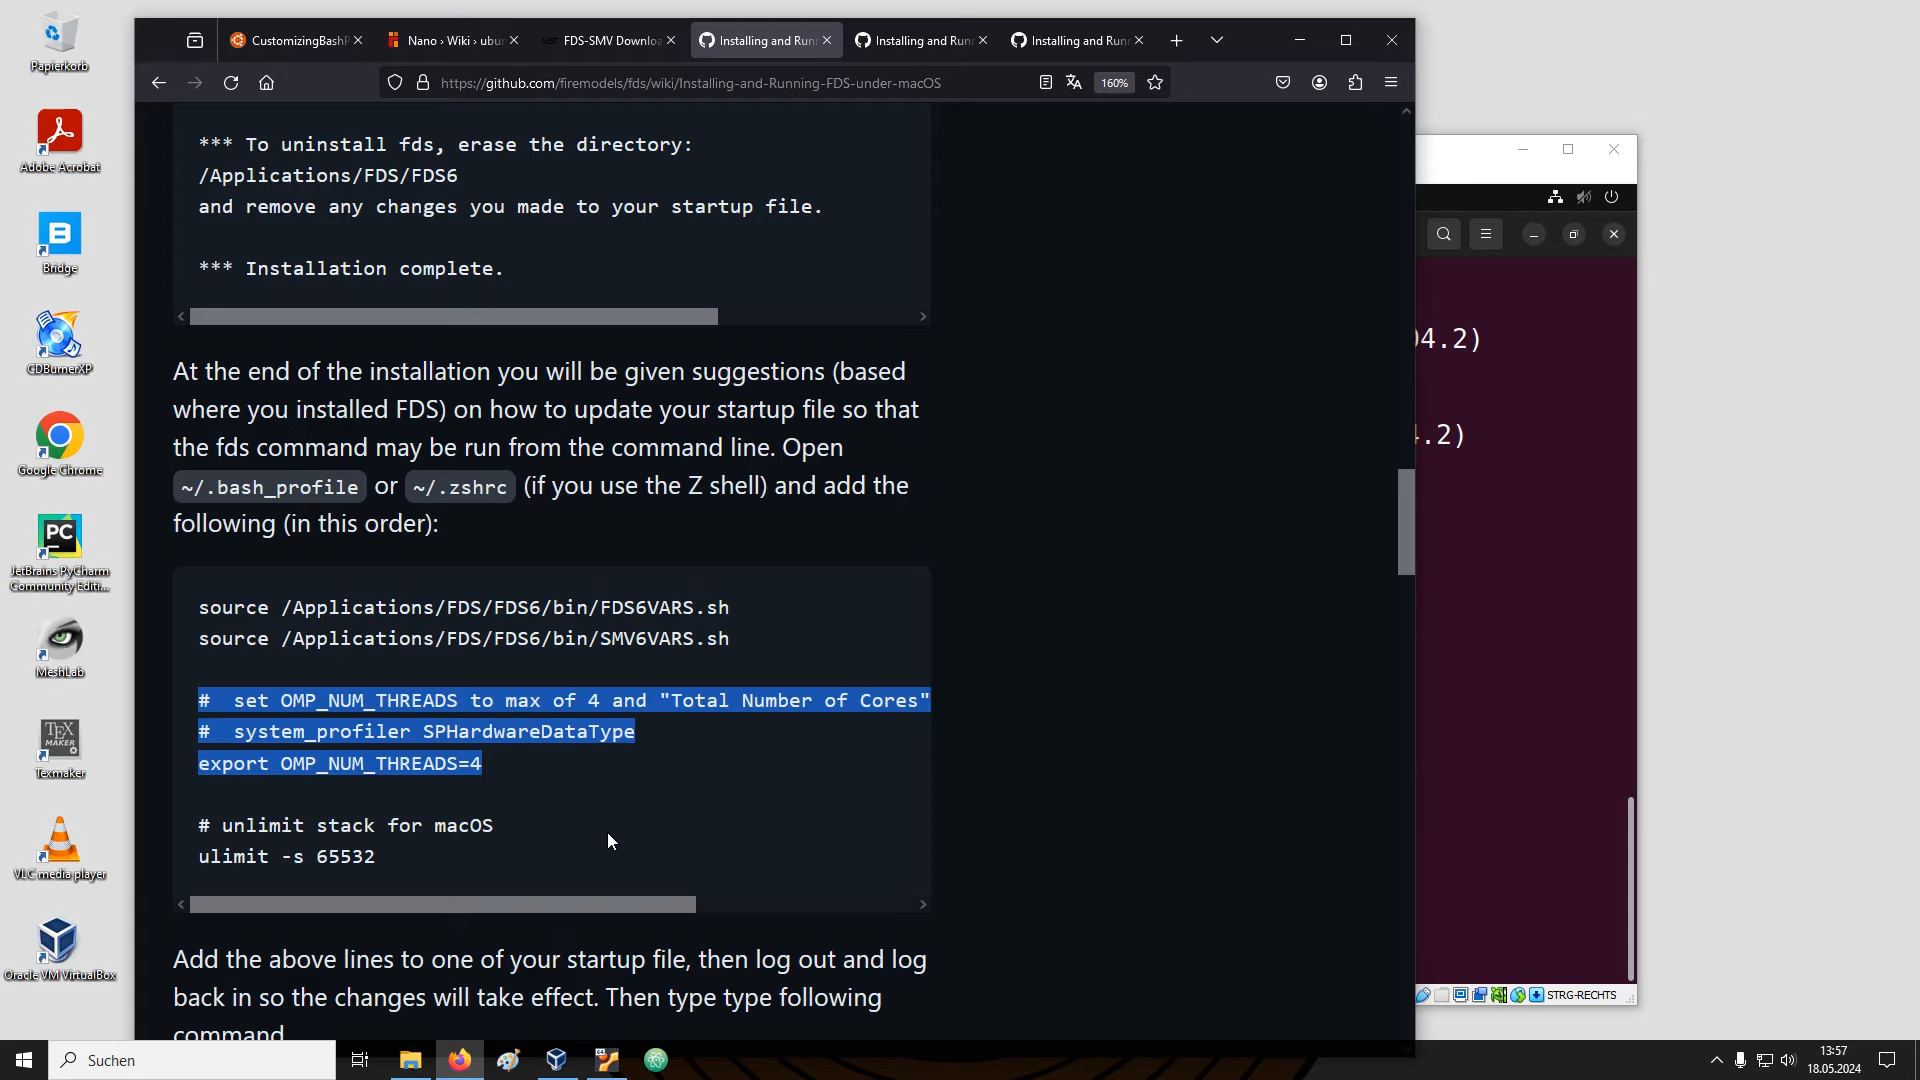 CustomizingBashP
Nano › Wiki › ubu
FDS-SMV Downloa
Installing and Run
Installing and Run
Installing and Run
https://github.com/firemodels/fds/wiki/Installing-and-Running-FDS-under-macOS
160%
*** To uninstall fds, erase the directory:
/Applications/FDS/FDS6
and remove any changes you made to your startup file.
*** Installation complete.
At the end of the installation you will be given suggestions (based
where you installed FDS) on how to update your startup file so that
the fds command may be run from the command line. Open
~/.bash_profile or ~/.zshrc (if you use the Z shell) and add the
following (in this order):
source /Applications/FDS/FDS6/bin/FDS6VARS.sh
source /Applications/FDS/FDS6/bin/SMV6VARS.sh
#  set OMP_NUM_THREADS to max of 4 and "Total Number of Cores"
#  system_profiler SPHardwareDataType
export OMP_NUM_THREADS=4
# unlimit stack for macOS
ulimit -s 65532
Add the above lines to one of your startup file, then log out and log
back in so the changes will take effect. Then type type following
command
Papierkorb
Adobe Acrobat
Bridge
CDBurnerXP
Google Chrome
JetBrains PyCharm
Community Editi...
MeshLab
Texmaker
VLC media player
Oracle VM VirtualBox
04.2)
4.2)
STRG-RECHTS
Suchen
13:57
18.05.2024